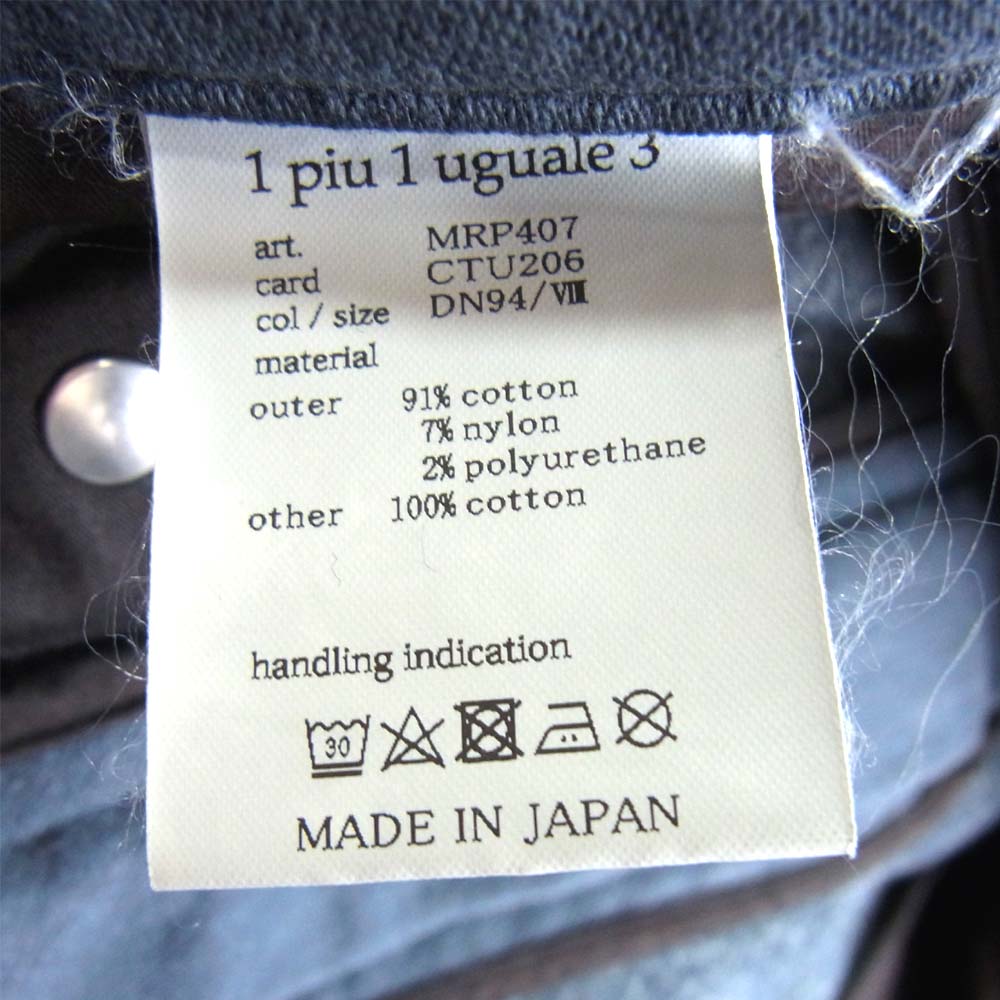 1 piu 1 uguale 3
art. MRP407
card CTU206
col / size DN94/Ⅷ
material
outer 91% cotton
7% nylon
2% polyurethane
other 100% cotton
handling indication
30
MADE IN JAPAN